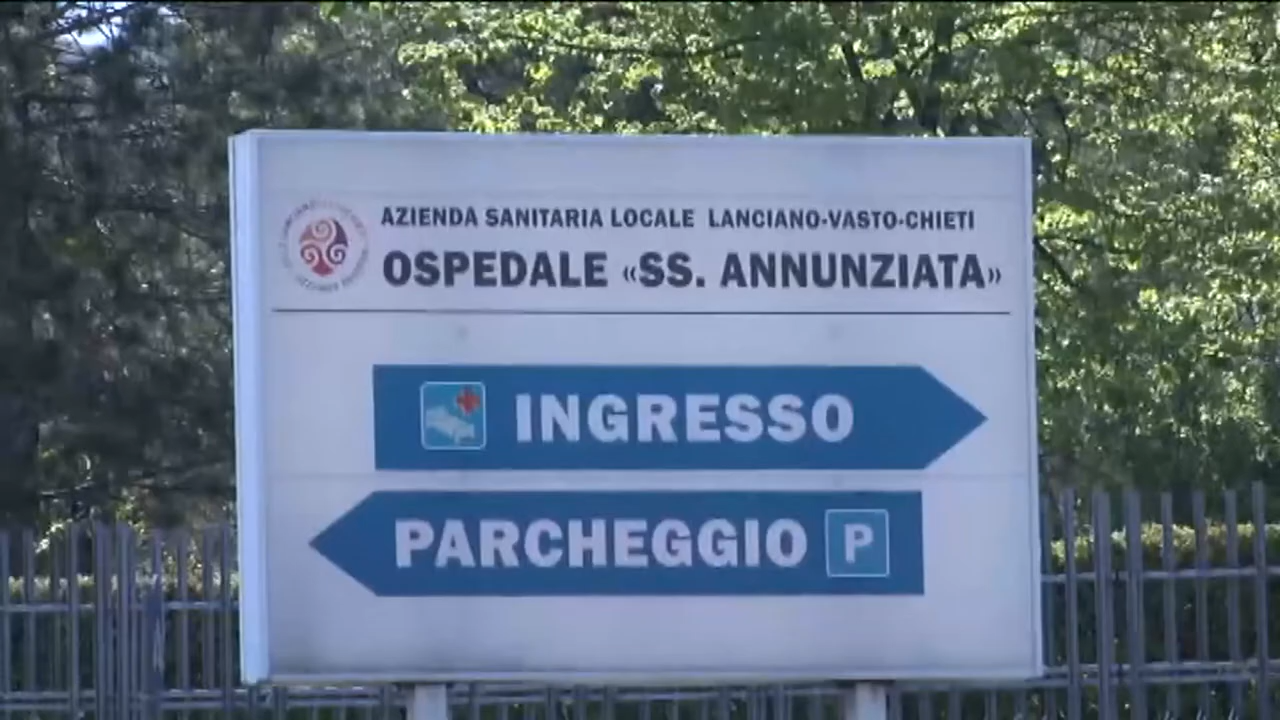 AZIENDA SANITARIA LOCALE LANCIANO-VASTO-CHIETI
OSPEDALE «SS. ANNUNZIATA»
INGRESSO
PARCHEGGIO P